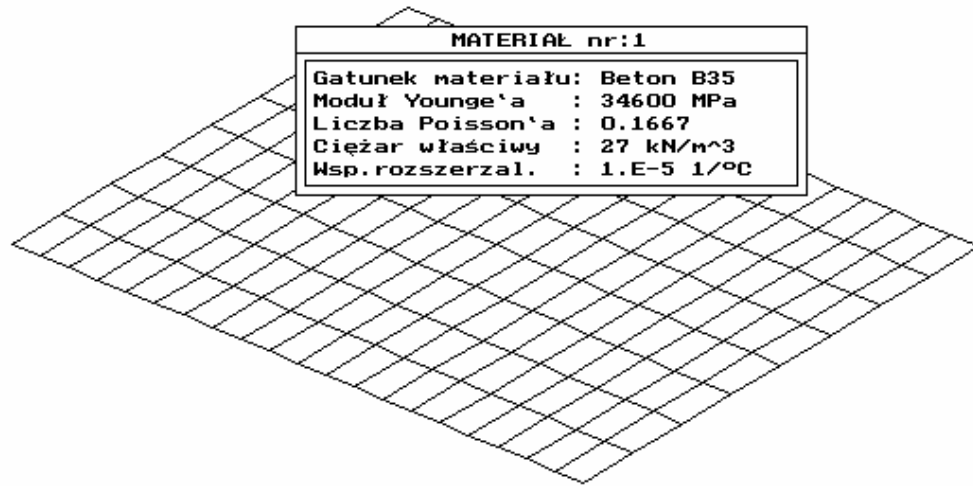 MATERIAŁ nr:1
Gatunek materiału: Beton B35
Moduł Younge'a : 34600 MPa
Liczba Poisson'a : 0.1667
Ciężar właściwy : 27 kN/m^3
Wsp.rozszerzal. : 1.E-5 1/ºC